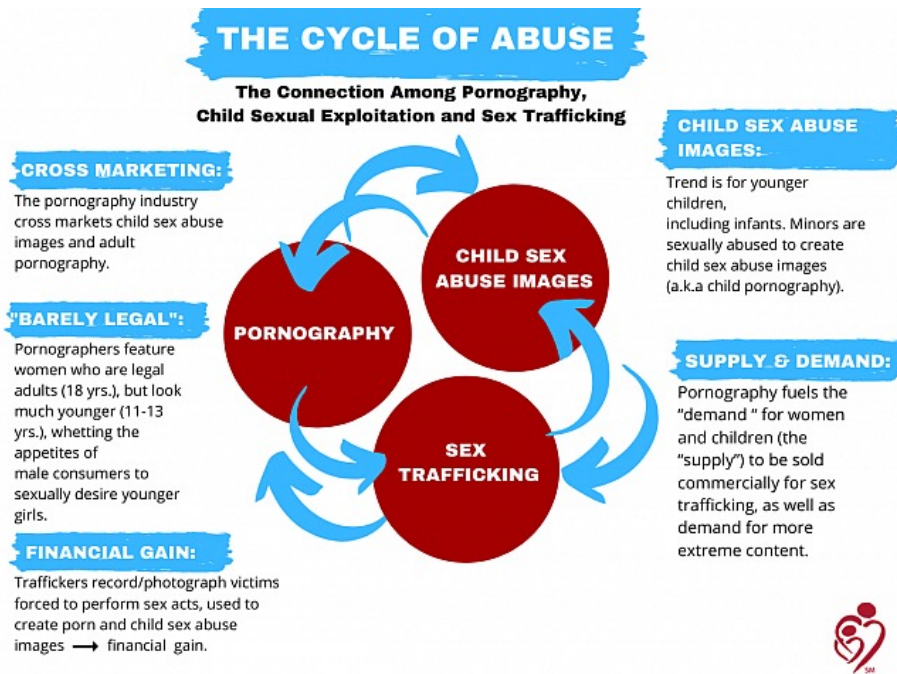 THE CYCLE OF ABUSE
The Connection Among Pornography,
Child Sexual Exploitation and Sex Trafficking
CROSS MARKETING:
The pornography industry
cross markets child sex abuse
images and adult
pornography.
"BARELY LEGAL":
Pornographers feature
women who are legal
adults (18 yrs.), but look
much younger (11-13
yrs.), whetting the
appetites of
male consumers to
sexually desire younger
girls.
FINANCIAL GAIN:
Traffickers record/photograph victims
forced to perform sex acts, used to
create porn and child sex abuse
images → financial gain.
PORNOGRAPHY
CHILD SEX
ABUSE IMAGES
SEX
TRAFFICKING
CHILD SEX ABUSE
IMAGES:
Trend is for younger
children,
including infants. Minors are
sexually abused to create
child sex abuse images
(a.k.a child pornography).
SUPPLY & DEMAND:
Pornography fuels the
“demand “ for women
and children (the
“supply”) to be sold
commercially for sex
trafficking, as well as
demand for more
extreme content.
SM